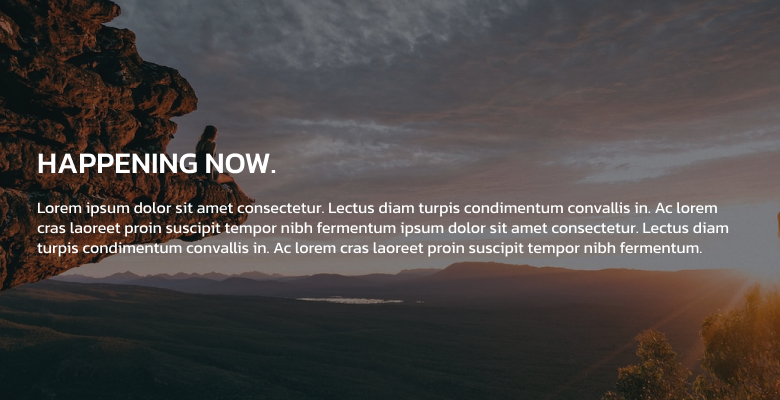 HAPPENING NOW.
Lorem ipsum dolor sit amet consectetur. Lectus diam turpis condimentum convallis in. Ac lorem
cras laoreet proin suscipit tempor nibh fermentum ipsum dolor sit amet consectetur. Lectus diam
turpis condimentum convallis in. Ac lorem cras laoreet proin suscipit tempor nibh fermentum.